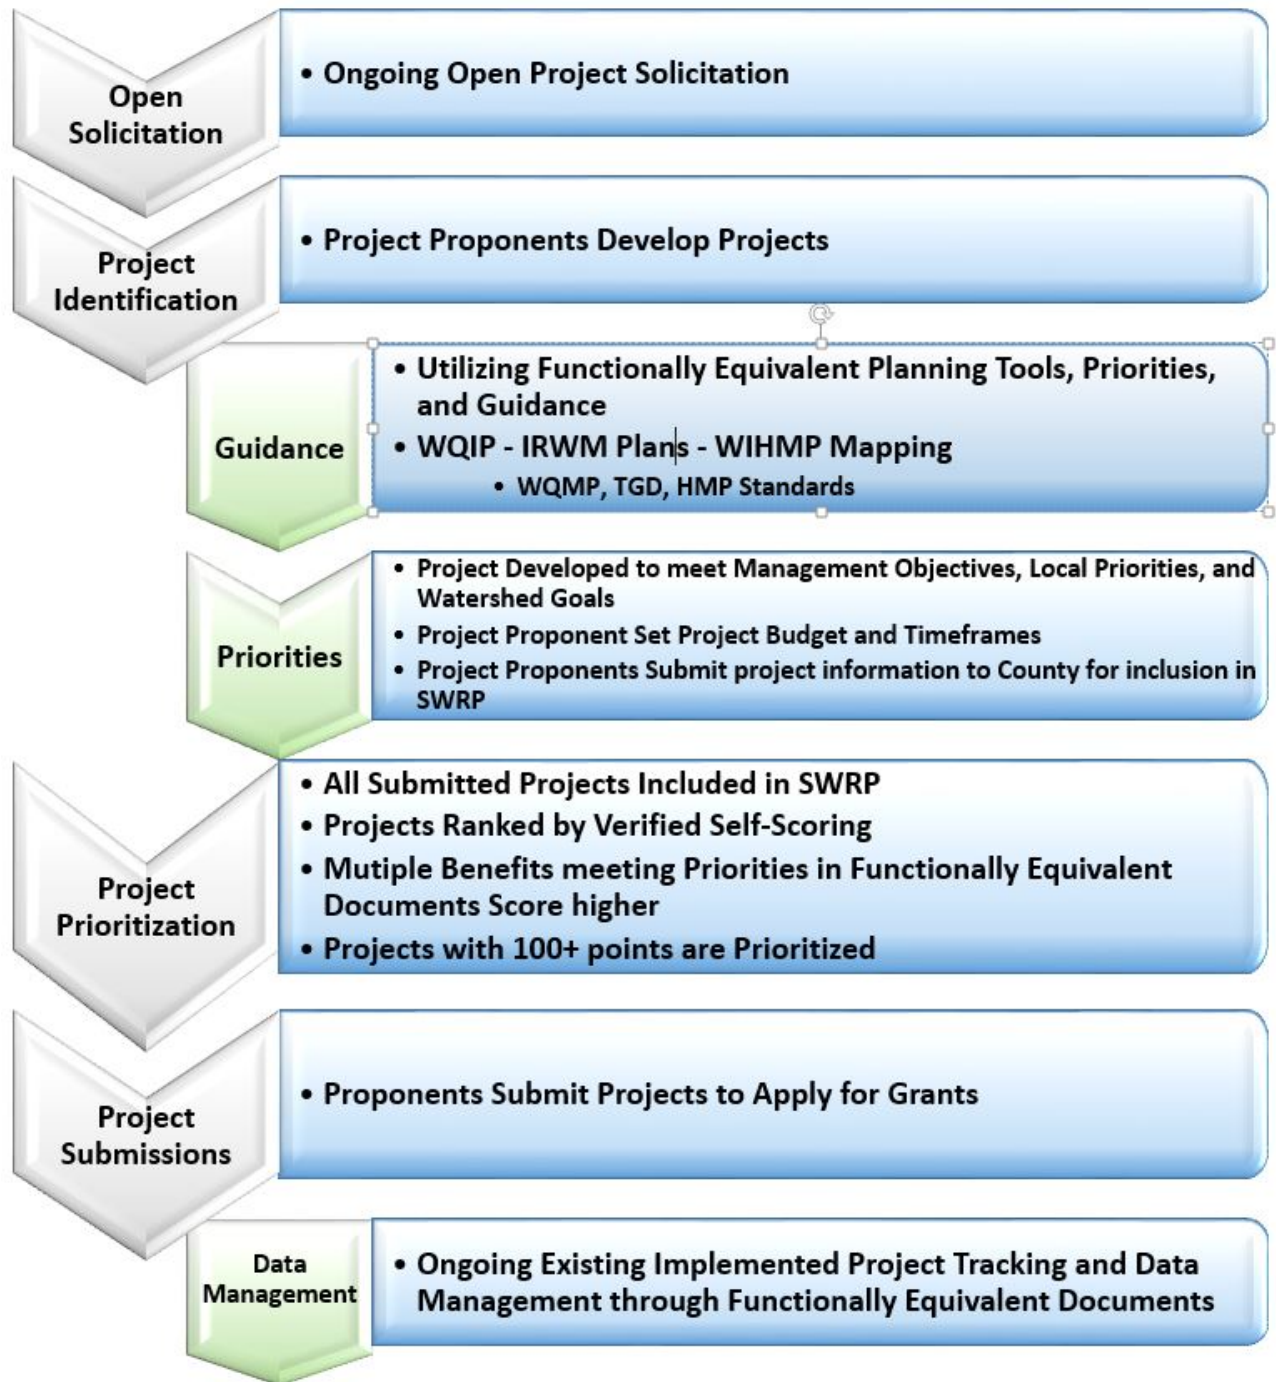 Open
Solicitation
• Ongoing Open Project Solicitation
Project
Identification
• Project Proponents Develop Projects
Guidance
• Utilizing Functionally Equivalent Planning Tools, Priorities,
and Guidance
• WQIP - IRWM Plans - WIHMP Mapping
• WQMP, TGD, HMP Standards
Priorities
• Project Developed to meet Management Objectives, Local Priorities, and
Watershed Goals
• Project Proponent Set Project Budget and Timeframes
• Project Proponents Submit project information to County for inclusion in
SWRP
Project
Prioritization
• All Submitted Projects Included in SWRP
• Projects Ranked by Verified Self-Scoring
• Mutiple Benefits meeting Priorities in Functionally Equivalent
Documents Score higher
• Projects with 100+ points are Prioritized
Project
Submissions
• Proponents Submit Projects to Apply for Grants
Data
Management
• Ongoing Existing Implemented Project Tracking and Data
Management through Functionally Equivalent Documents